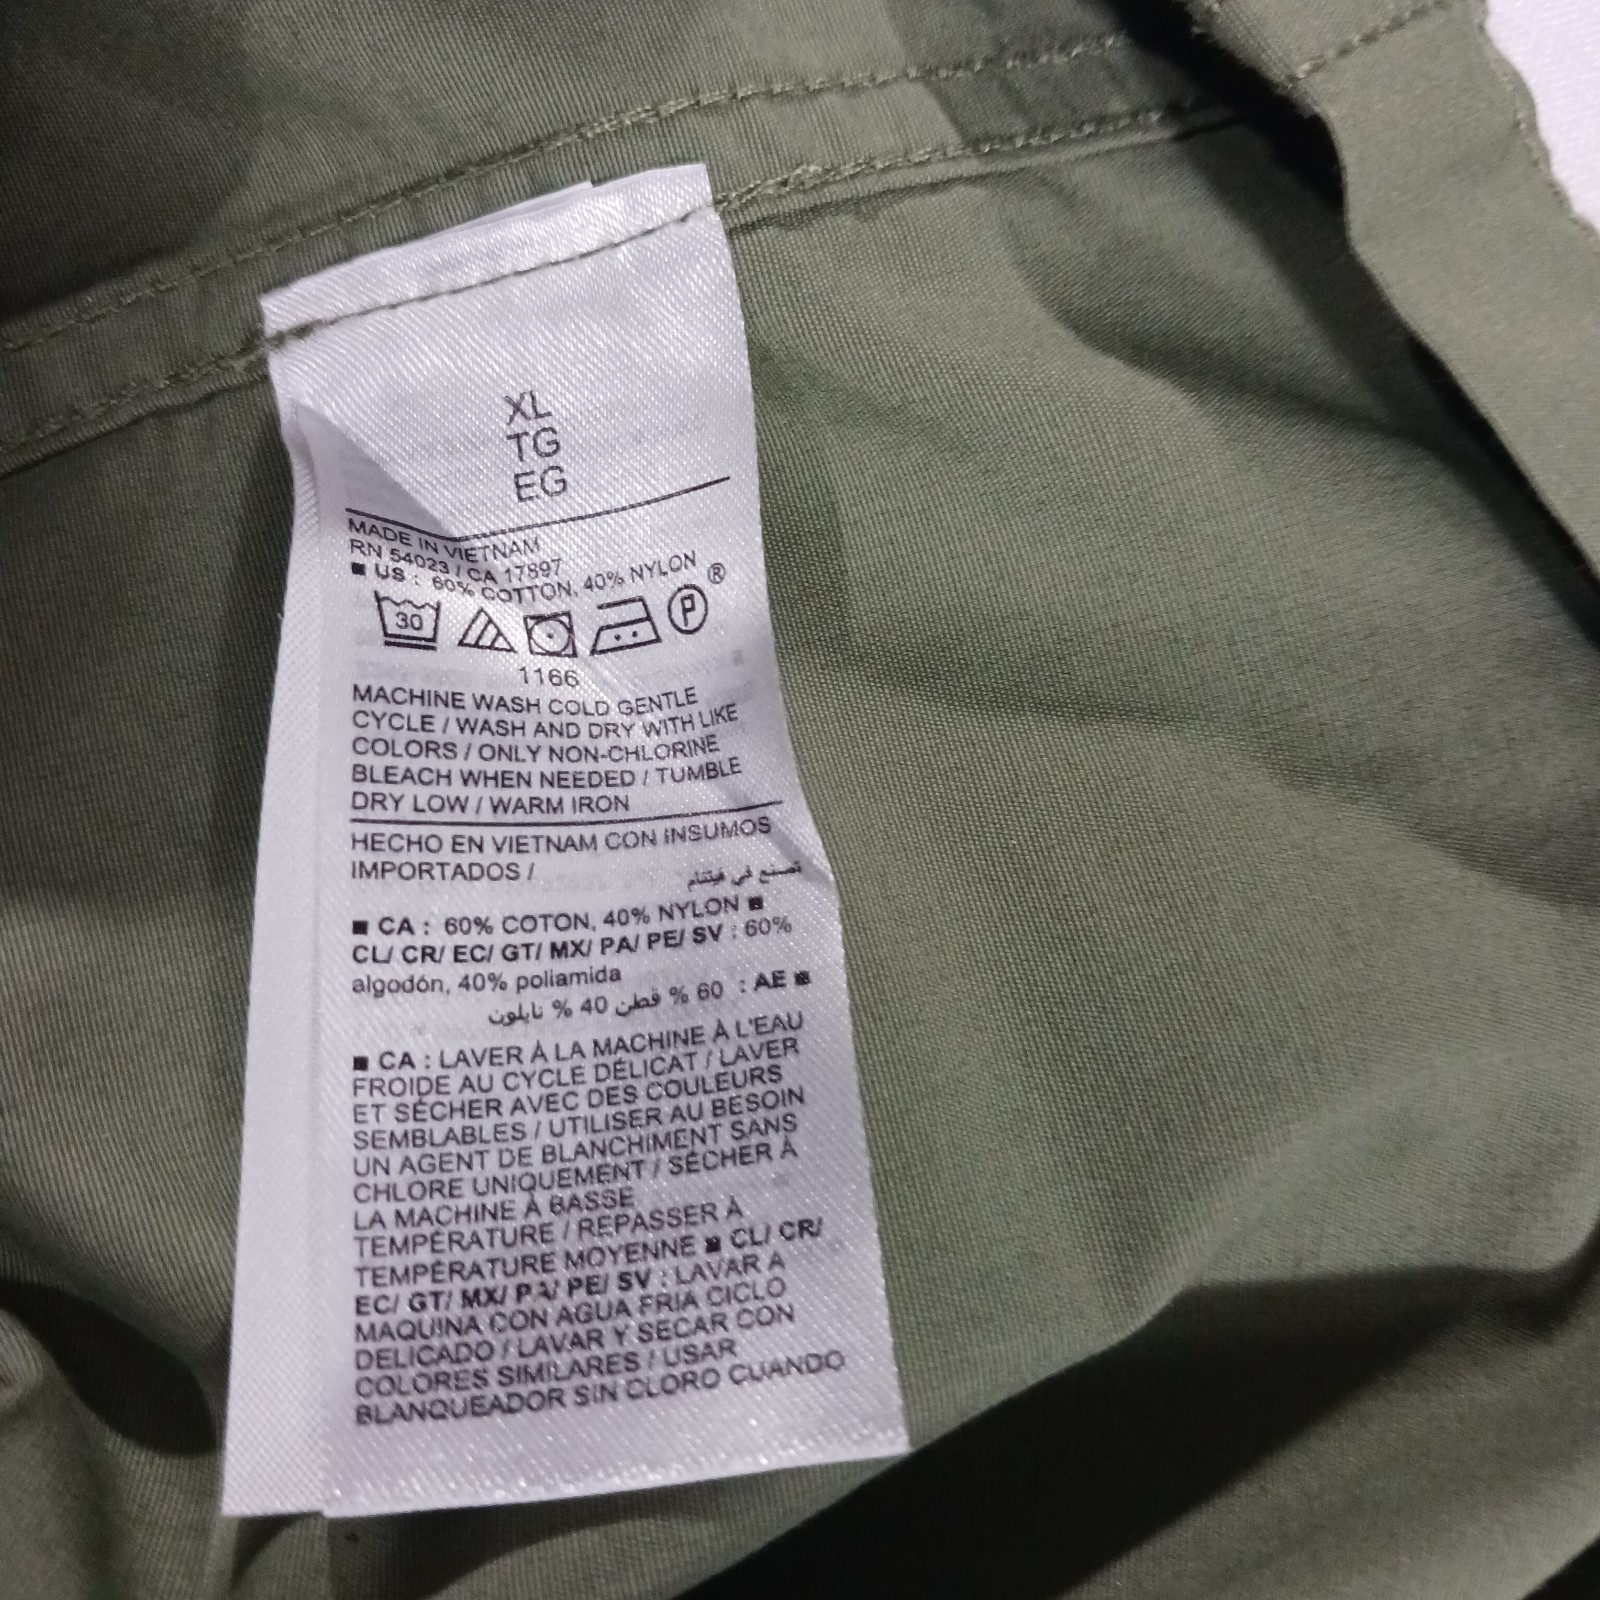 XL
TG
EG
MADE IN VIETNAM
RN 54023 / CA 17897
■ US : 60% COTTON, 40% NYLON
30 P ®
1166
MACHINE WASH COLD GENTLE
CYCLE / WASH AND DRY WITH LIKE
COLORS / ONLY NON-CHLORINE
BLEACH WHEN NEEDED / TUMBLE
DRY LOW / WARM IRON
HECHO EN VIETNAM CON INSUMOS
IMPORTADOS /
تصنع في فيتنام
■ CA : 60% COTON, 40% NYLON ■
CL/ CR/ EC/ GT/ MX/ PA/ PE/ SV : 60%
algodón, 40% poliamida
■ AE : 60 % قطن 40 % نايلون
■ CA : LAVER À LA MACHINE À L'EAU
FROIDE AU CYCLE DÉLICAT / LAVER
ET SÉCHER AVEC DES COULEURS
SEMBLABLES / UTILISER AU BESOIN
UN AGENT DE BLANCHIMENT SANS
CHLORE UNIQUEMENT / SÉCHER À
LA MACHINE À BASSE
TEMPÉRATURE / REPASSER À
TEMPÉRATURE MOYENNE ■ CL/ CR/
EC/ GT/ MX/ PA/ PE/ SV : LAVAR A
MAQUINA CON AGUA FRIA CICLO
DELICADO / LAVAR Y SECAR CON
COLORES SIMILARES / USAR
BLANQUEADOR SIN CLORO CUANDO